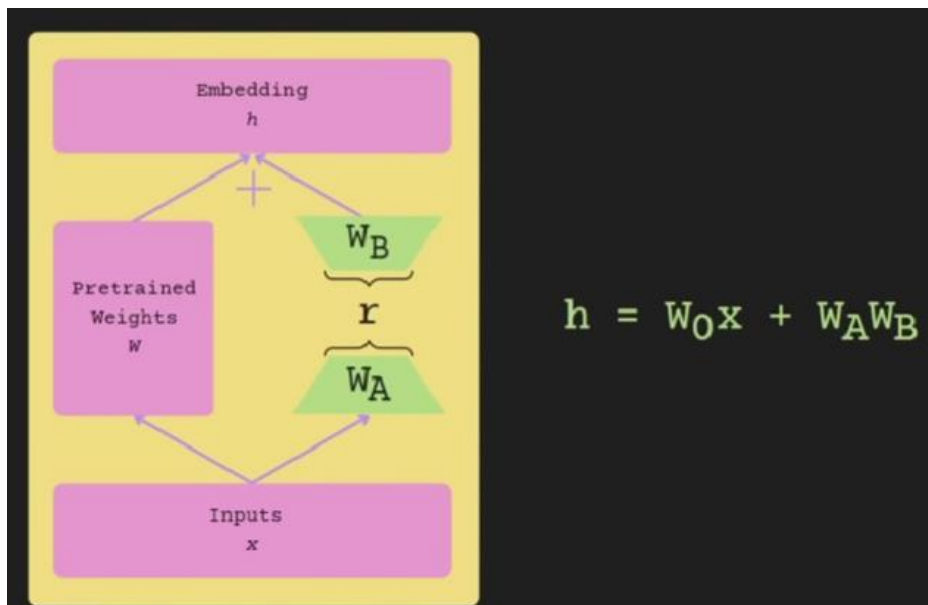 Embedding
h
+
W_B
Pretrained
Weights
W
r
W_A
h = W_0x + W_AW_B
Inputs
x